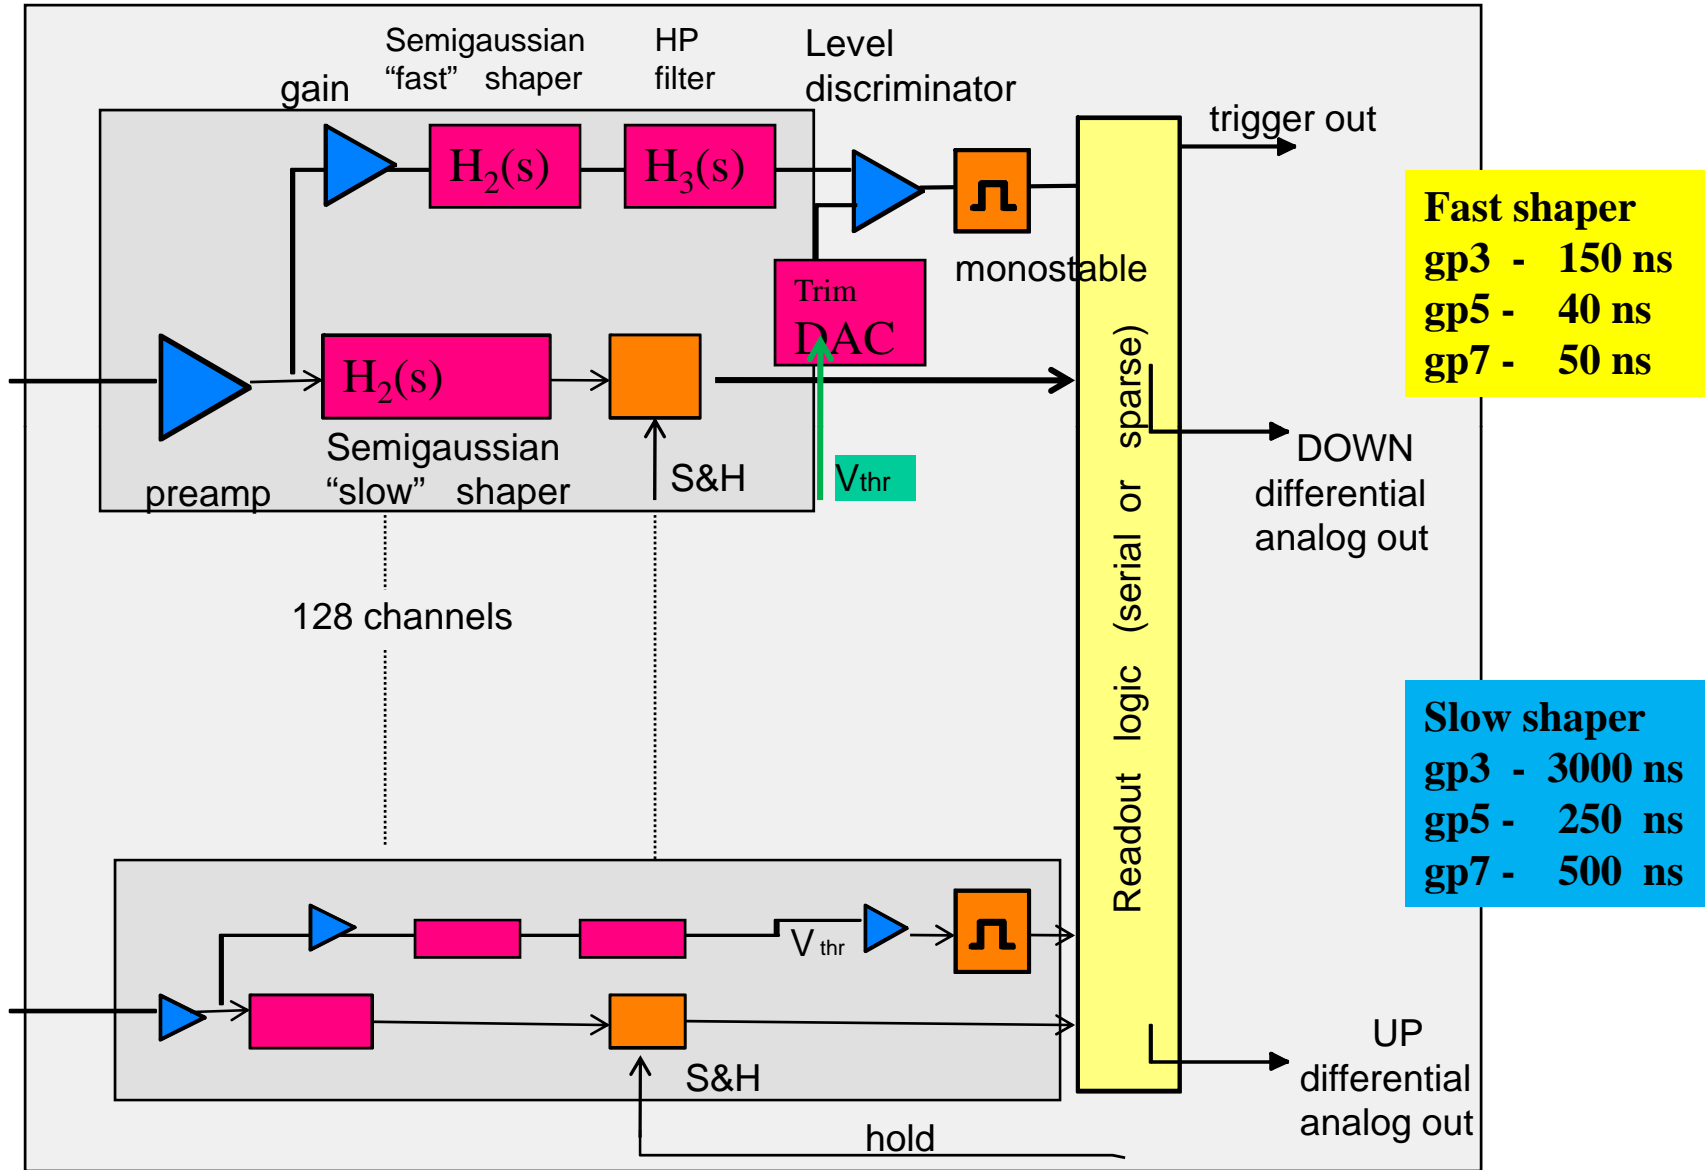 Semigaussian
“fast” shaper
HP
filter
Level
discriminator
gain
trigger out
H2(s)
H3(s)
monostable
Trim
DAC
H2(s)
Semigaussian
“slow” shaper
preamp
S&H
Vthr
Fast shaper
gp3 - 150 ns
gp5 - 40 ns
gp7 - 50 ns
DOWN
differential
analog out
128 channels
Readout logic (serial or sparse)
Slow shaper
gp3 - 3000 ns
gp5 - 250 ns
gp7 - 500 ns
V thr
S&H
hold
UP
differential
analog out